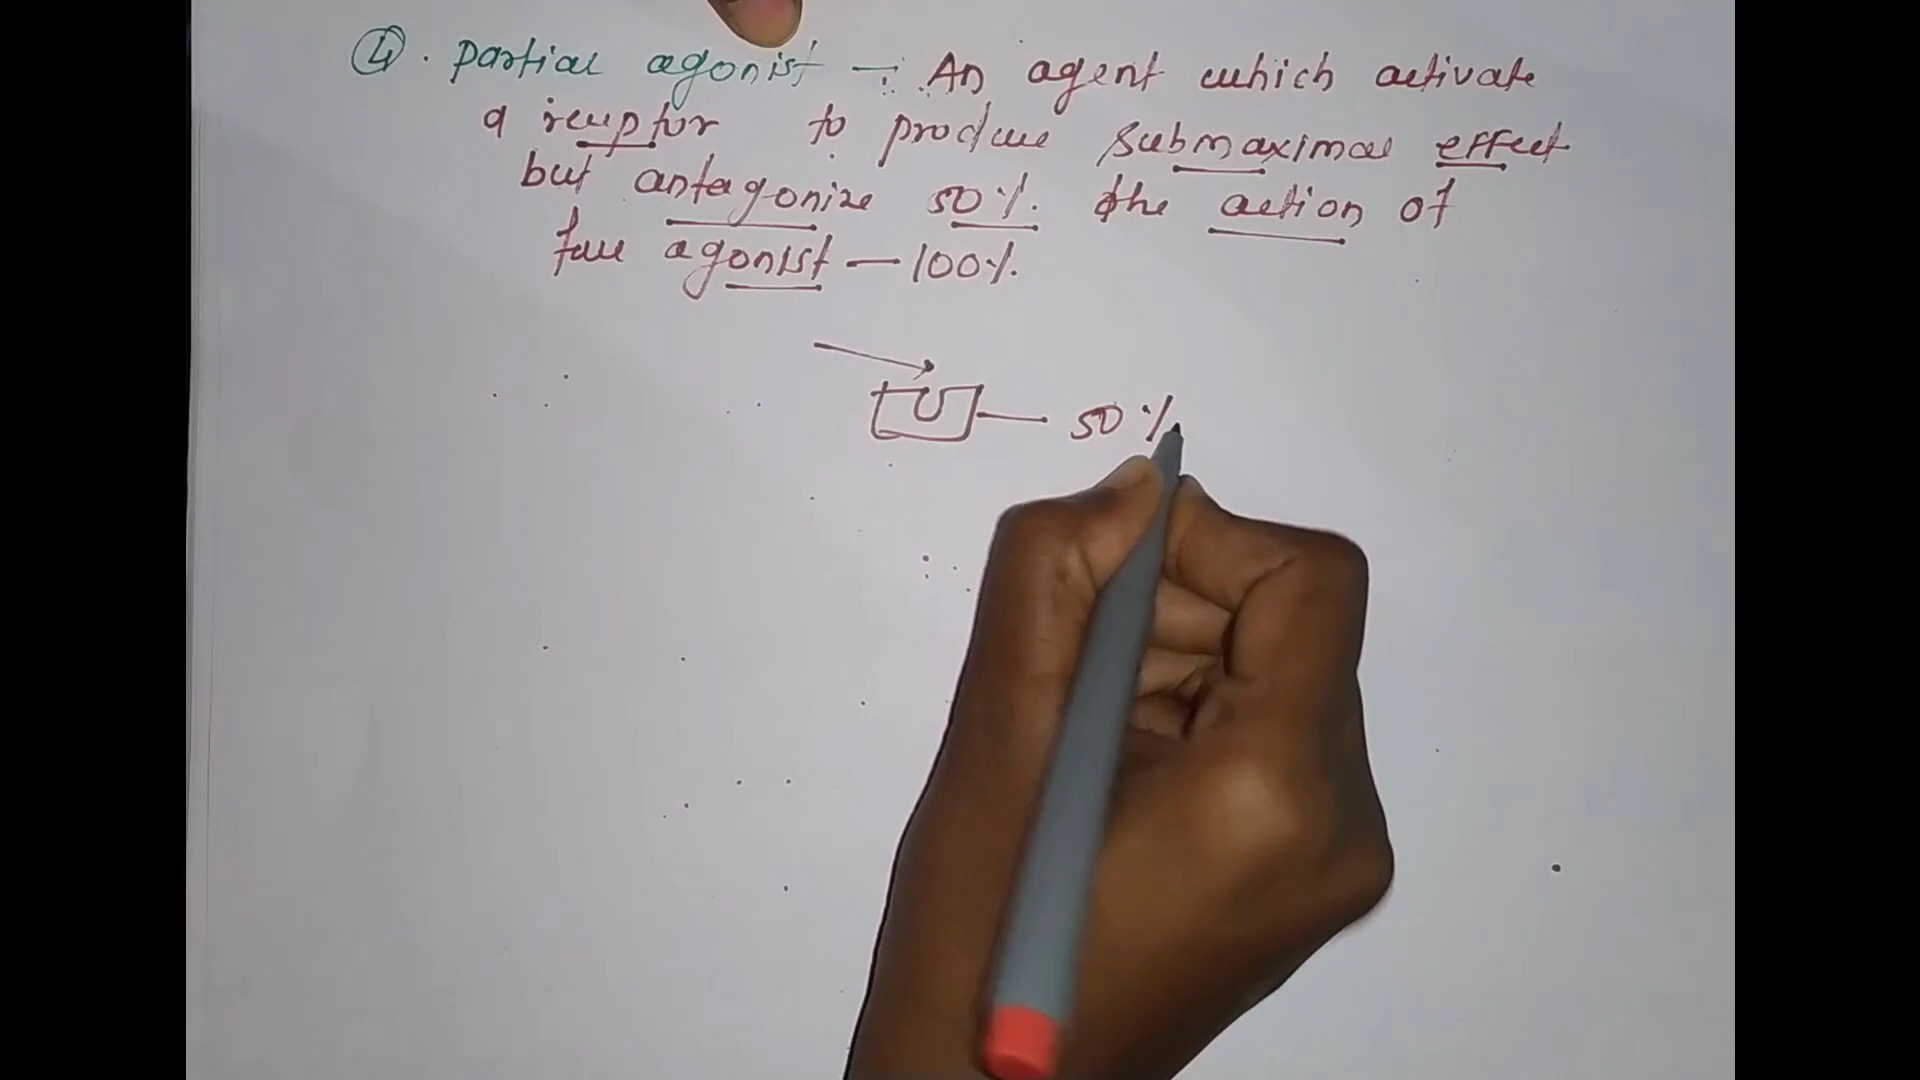 ④. Partial agonist – : An agent which activate
a receptor to produce submaximal effect
but antagonize 50%. the action of
full agonist — 100%.
50%